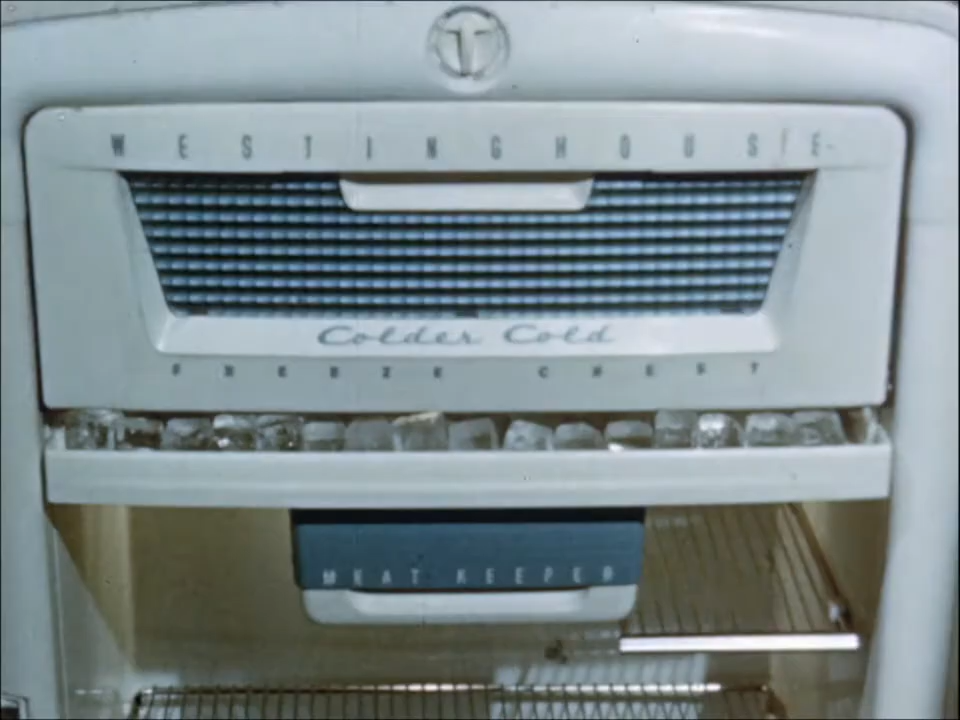 T
WESTINGHOUSE
Colder Cold
FREEZE CHEST
MEAT KEEPER